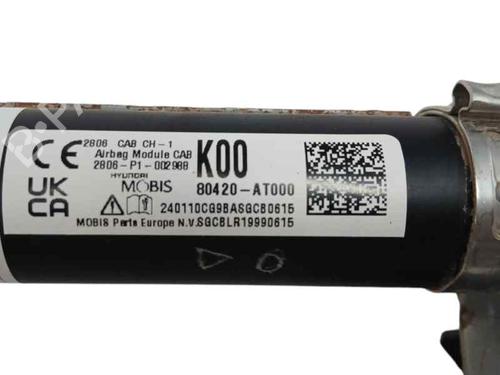 CE
2806 CAB CH-1
Airbag Module CAB
2806-P1-002988
K00
HYUNDAI
MOBIS
80420-AT000
UK
CA
240110CG9BASGCB0615
MOBIS Parts Europe N.V. SGCBLR19990615